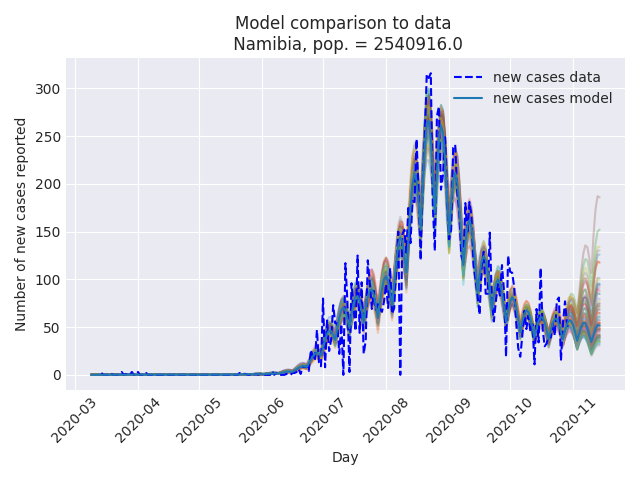 Model comparison to data
Namibia, pop. = 2540916.0
new cases data
new cases model
Number of new cases reported
300
250
200
150
100
50
0
2020-03
2020-04
2020-05
2020-06
2020-07
2020-08
2020-09
2020-10
2020-11
Day